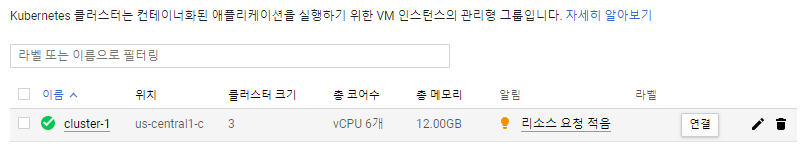 Kubernetes 클러스터는 컨테이너화된 애플리케이션을 실행하기 위한 VM 인스턴스의 관리형 그룹입니다. 자세히 알아보기
라벨 또는 이름으로 필터링
이름 위치 클러스터 크기 총 코어수 총 메모리 알림 라벨
cluster-1 us-central1-c 3 vCPU 6개 12.00GB 리소스 요청 적음 연결